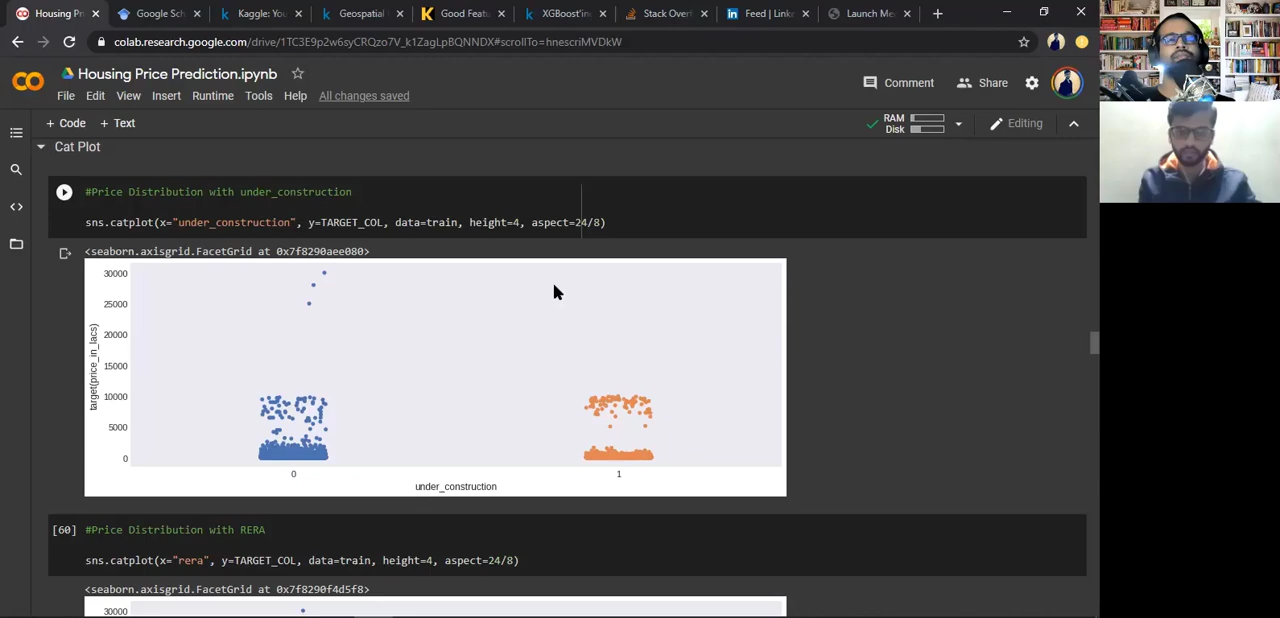 Housing Pri
Google Sch
Kaggle: You
Geospatial
Good Featu
XGBoost'in
Stack Overf
Feed | Linke
Launch Me
colab.research.google.com/drive/1TC3E9p2w6syCRQzo7V_k1ZagLpBQNNDX#scrollTo=hnescriMVDkW
Housing Price Prediction.ipynb
Comment
Share
File Edit View Insert Runtime Tools Help All changes saved
+ Code + Text
RAM
Disk
Editing
Cat Plot
#Price Distribution with under_construction
sns.catplot(x="under_construction", y=TARGET_COL, data=train, height=4, aspect=24/8)
<seaborn.axisgrid.FacetGrid at 0x7f8290aee080>
30000
25000
20000
15000
10000
5000
0
target(price_in_lacs)
0 1
under_construction
[60] #Price Distribution with RERA
sns.catplot(x="rera", y=TARGET_COL, data=train, height=4, aspect=24/8)
<seaborn.axisgrid.FacetGrid at 0x7f8290f4d5f8>
30000